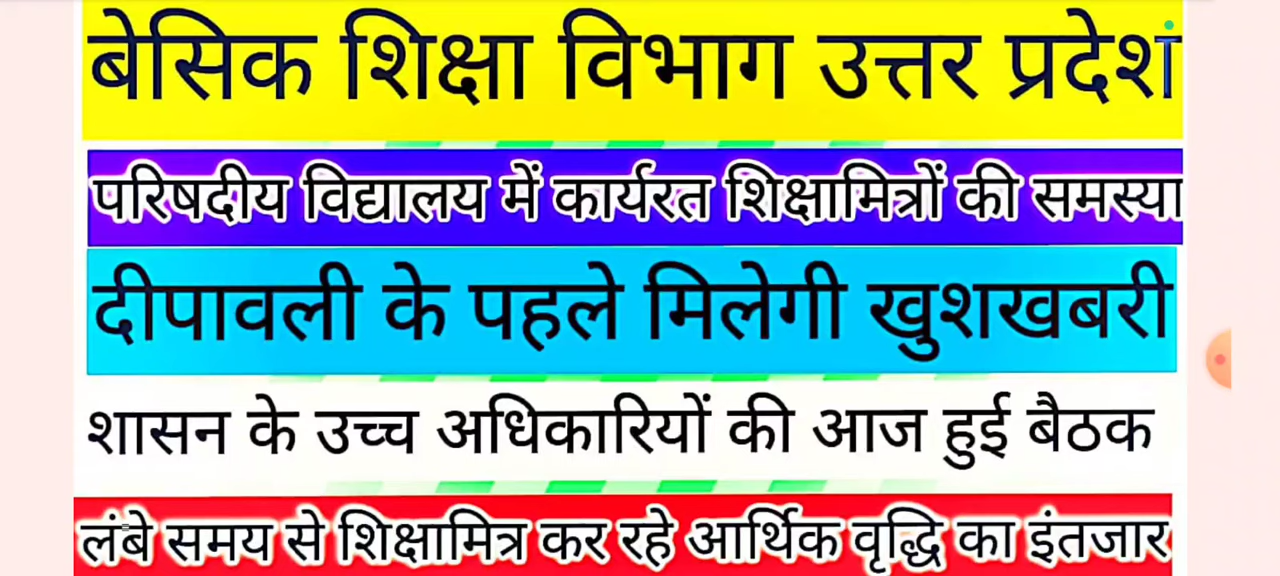 बेसिक शिक्षा विभाग उत्तर प्रदेश
परिषदीय विद्यालय में कार्यरत शिक्षामित्रों की समस्या
दीपावली के पहले मिलेगी खुशखबरी
शासन के उच्च अधिकारियों की आज हुई बैठक
लंबे समय से शिक्षामित्र कर रहे आर्थिक वृद्धि का इंतजार